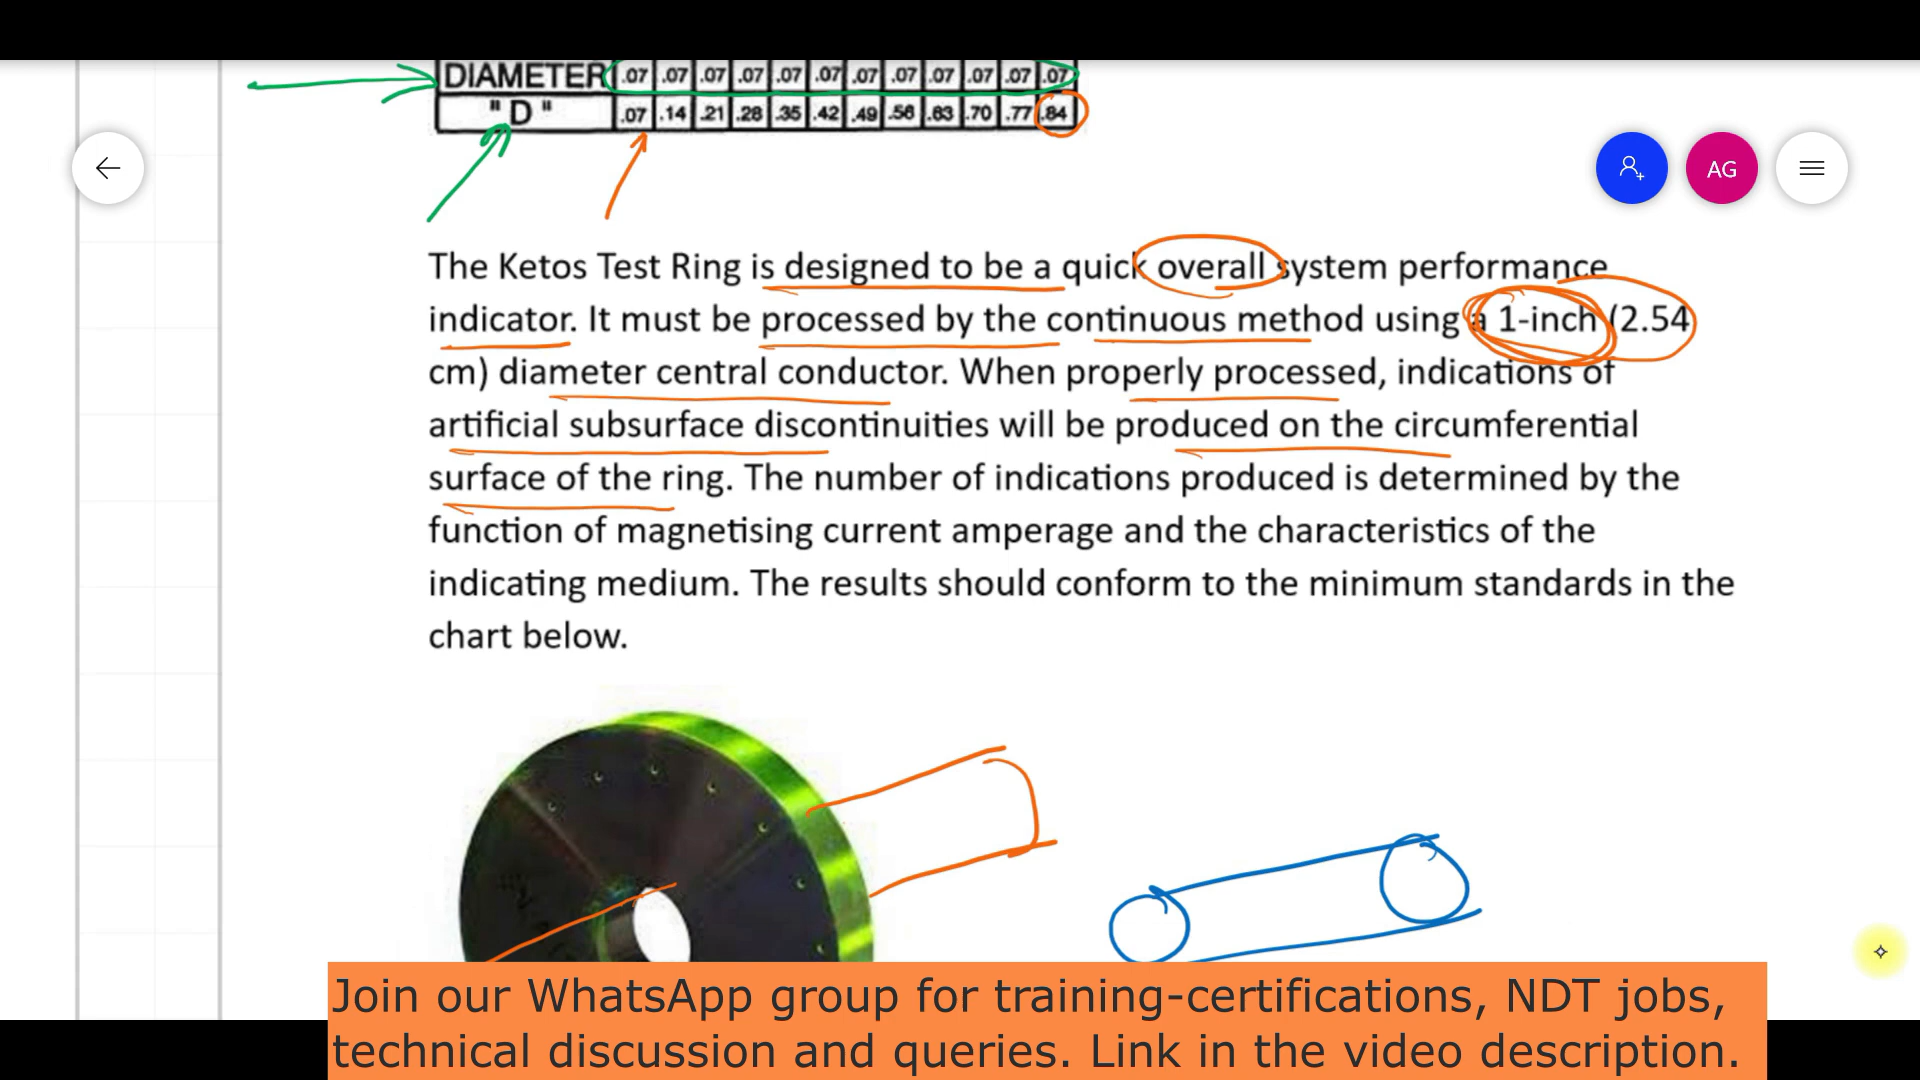 DIAMETER .07 .07 .07 .07 .07 .07 .07 .07 .07 .07 .07 .07
" D " .07 .14 .21 .28 .35 .42 .49 .56 .63 .70 .77 .84
AG
The Ketos Test Ring is designed to be a quick overall system performance
indicator. It must be processed by the continuous method using a 1-inch (2.54
cm) diameter central conductor. When properly processed, indications of
artificial subsurface discontinuities will be produced on the circumferential
surface of the ring. The number of indications produced is determined by the
function of magnetising current amperage and the characteristics of the
indicating medium. The results should conform to the minimum standards in the
chart below.
Join our WhatsApp group for training-certifications, NDT jobs,
technical discussion and queries. Link in the video description.